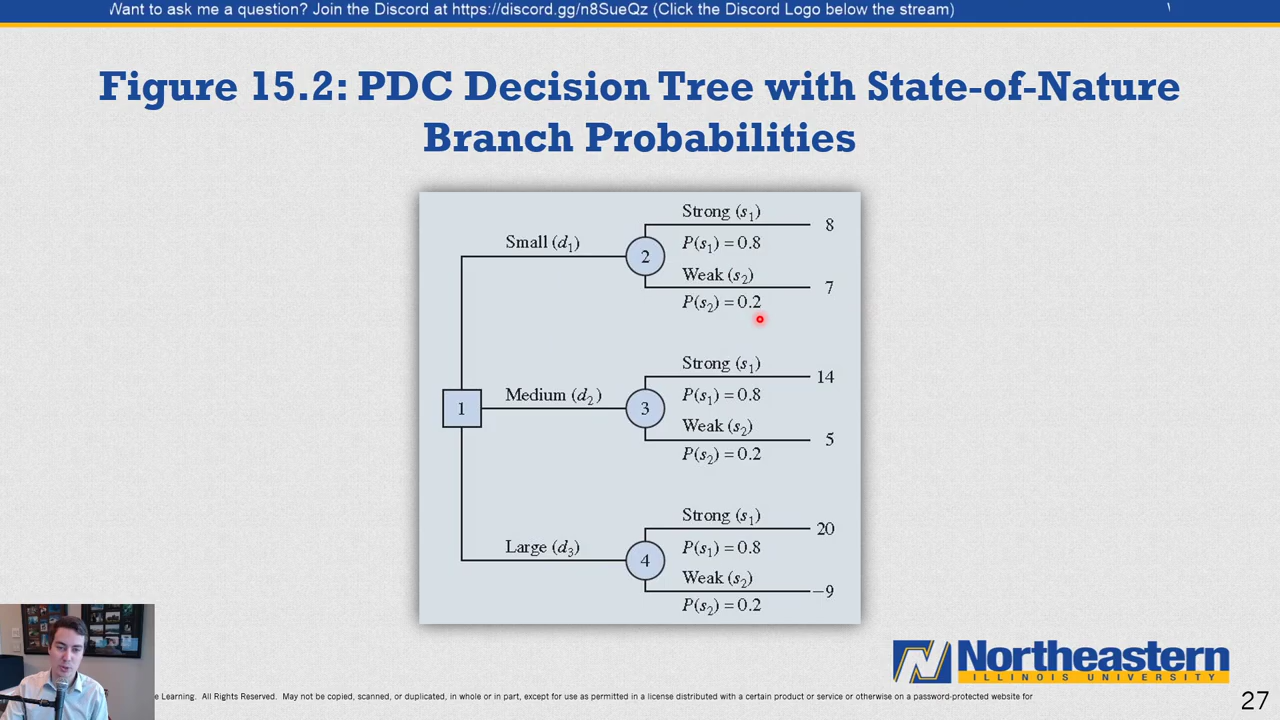 Want to ask me a question? Join the Discord at https://discord.gg/n8SueQz (Click the Discord Logo below the stream)
Figure 15.2: PDC Decision Tree with State-of-Nature
Branch Probabilities
Strong (s₁)
8
Small (d₁)
P(s₁) = 0.8
2
Weak (s₂)
7
P(s₂) = 0.2
Strong (s₁)
14
Medium (d₂)
P(s₁) = 0.8
1
3
Weak (s₂)
5
P(s₂) = 0.2
Strong (s₁)
20
Large (d₃)
P(s₁) = 0.8
4
Weak (s₂)
−9
P(s₂) = 0.2
Northeastern
ILLINOIS UNIVERSITY
Learning. All Rights Reserved. May not be copied, scanned, or duplicated, in whole or in part, except for use as permitted in a license distributed with a certain product or service or otherwise on a password-protected website for
27